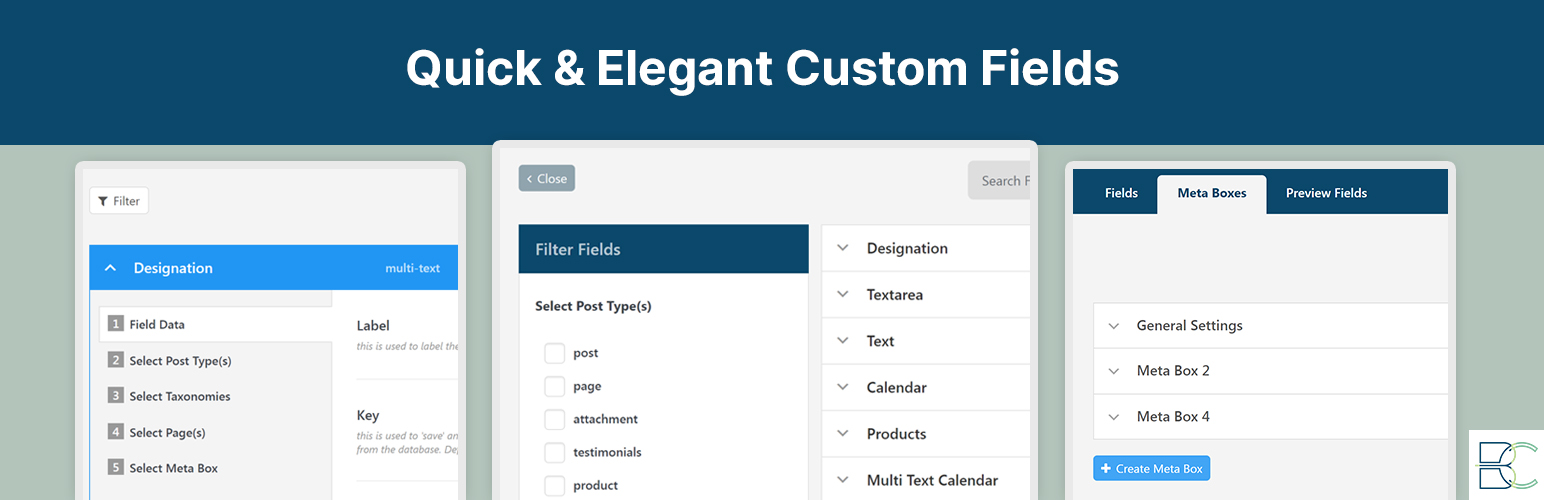 Quick & Elegant Custom Fields
Filter
Designation
multi-text
1 Field Data
2 Select Post Type(s)
3 Select Taxonomies
4 Select Page(s)
5 Select Meta Box
Label
this is used to label the
Key
this is used to 'save' an
from the database. De
Close
Search F
Filter Fields
Select Post Type(s)
post
page
attachment
testimonials
product
Designation
Textarea
Text
Calendar
Products
Multi Text Calendar
Fields
Meta Boxes
Preview Fields
General Settings
Meta Box 2
Meta Box 4
+ Create Meta Box